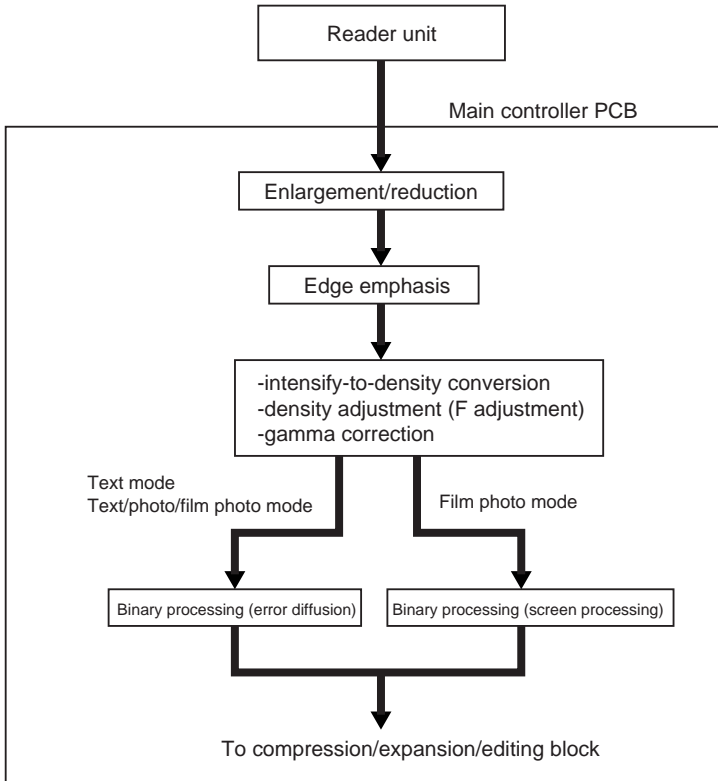 Reader unit
Main controller PCB
Enlargement/reduction
Edge emphasis
-intensify-to-density conversion
-density adjustment (F adjustment)
-gamma correction
Text mode
Text/photo/film photo mode
Film photo mode
Binary processing (error diffusion)
Binary processing (screen processing)
To compression/expansion/editing block